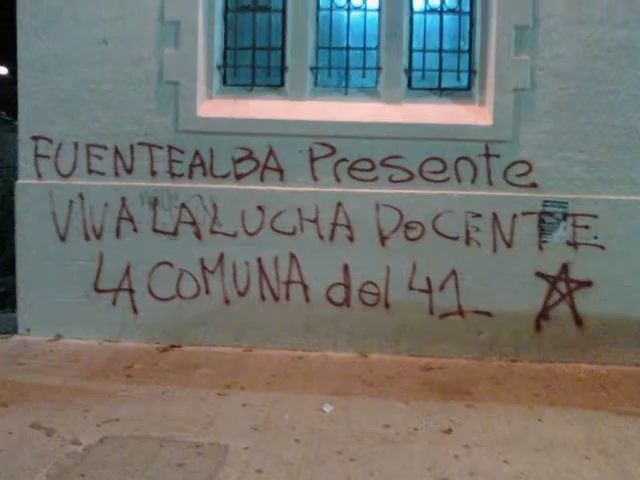 FUENTEALBA Presente
VIVA LA LUCHA DOCENTE
LA COMUNA del 41